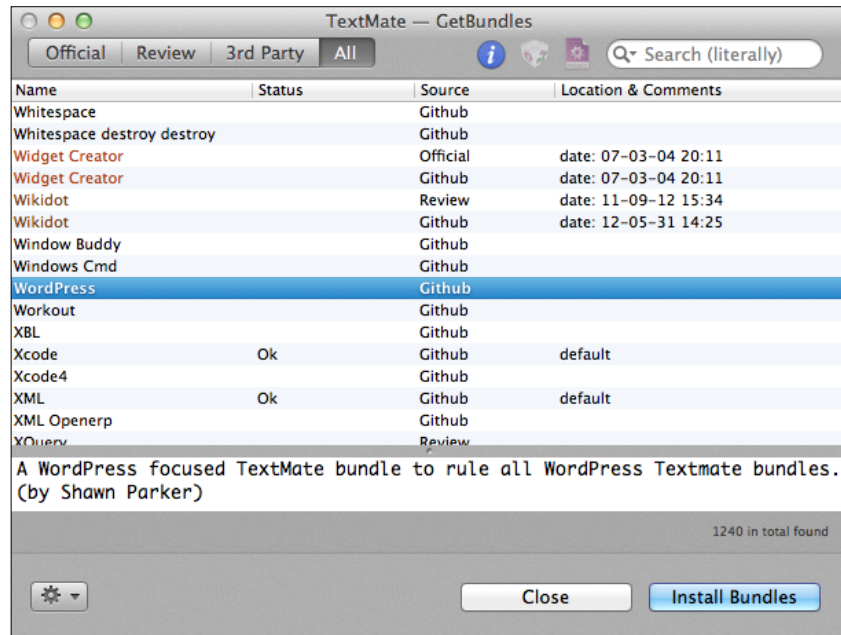 TextMate — GetBundles
Official Review 3rd Party All Search (literally)
Name Status Source Location & Comments
Whitespace Github
Whitespace destroy destroy Github
Widget Creator Official date: 07-03-04 20:11
Widget Creator Github date: 07-03-04 20:11
Wikidot Review date: 11-09-12 15:34
Wikidot Github date: 12-05-31 14:25
Window Buddy Github
Windows Cmd Github
WordPress Github
Workout Github
XBL Github
Xcode Ok Github default
Xcode4 Github
XML Ok Github default
XML Openerp Github
XQuery Review
A WordPress focused TextMate bundle to rule all WordPress Textmate bundles.
(by Shawn Parker)
1240 in total found
Close Install Bundles